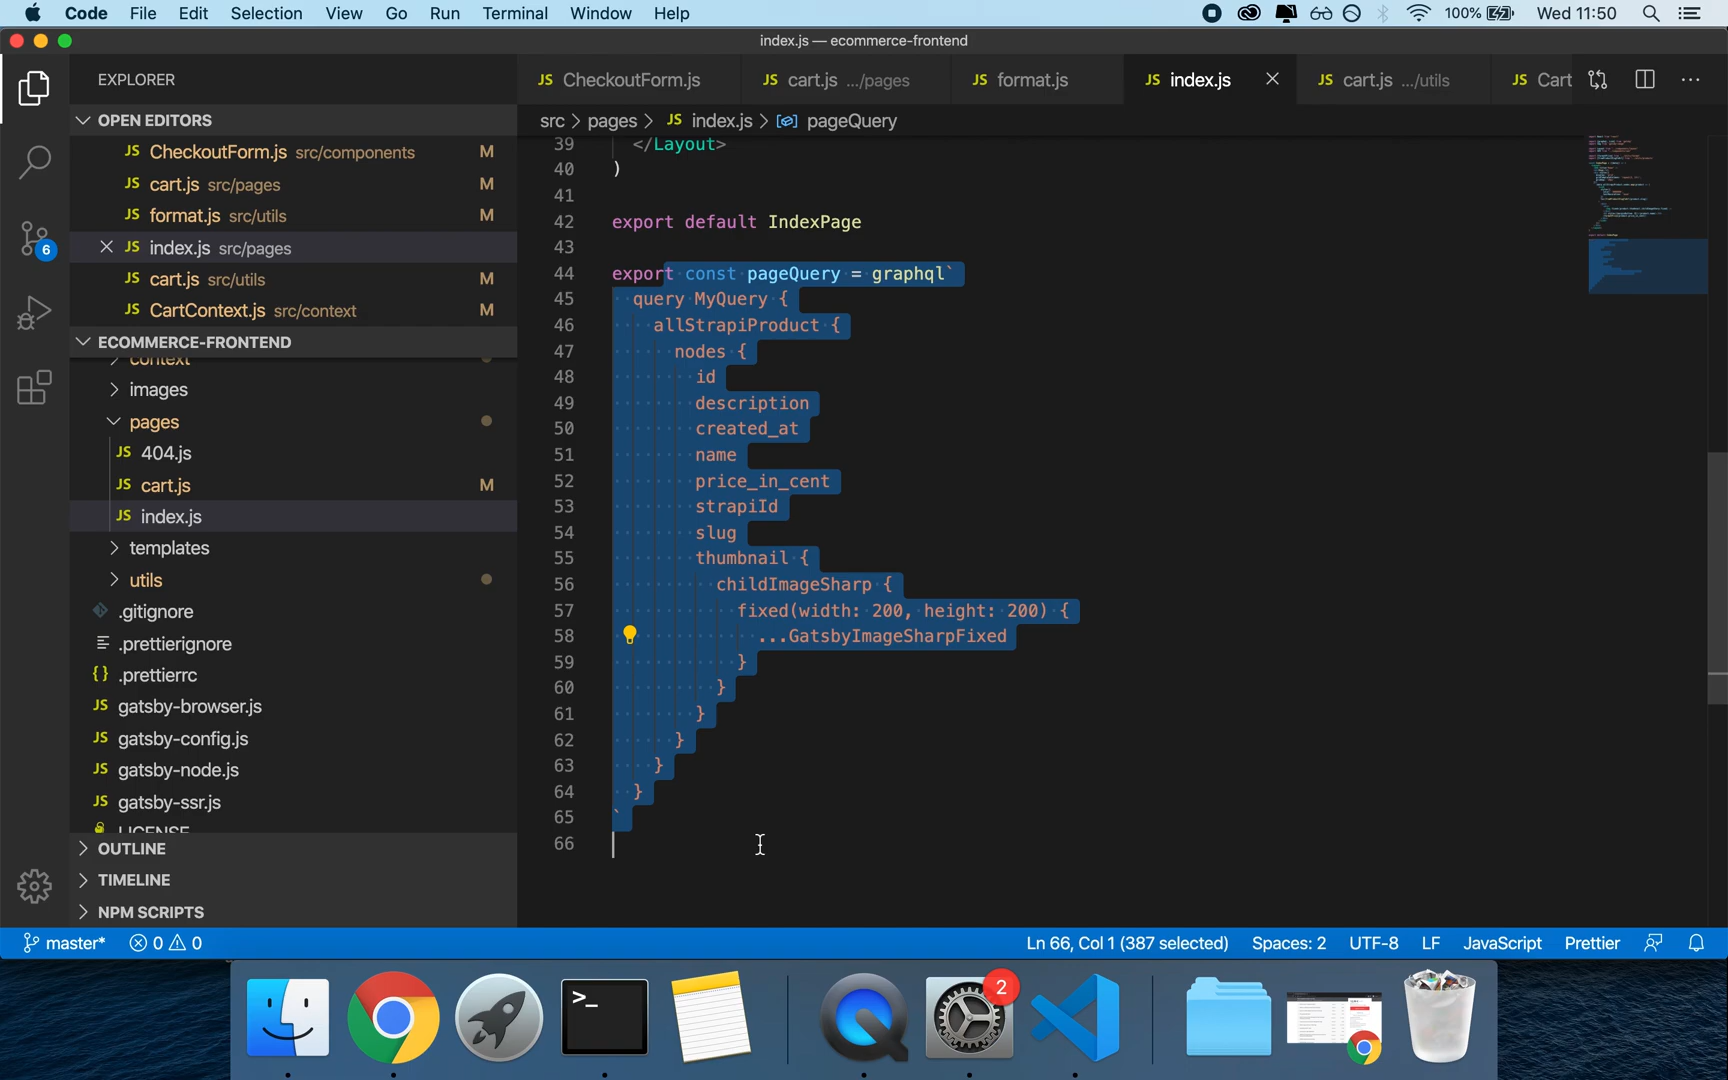 Code File Edit Selection View Go Run Terminal Window Help 100% Wed 11:50
index.js — ecommerce-frontend
EXPLORER
JS CheckoutForm.js JS cart.js .../pages JS format.js JS index.js JS cart.js .../utils JS Cart
OPEN EDITORS
JS CheckoutForm.js src/components M
JS cart.js src/pages M
JS format.js src/utils M
JS index.js src/pages
JS cart.js src/utils M
JS CartContext.js src/context M
ECOMMERCE-FRONTEND
context
images
pages
JS 404.js
JS cart.js M
JS index.js
templates
utils
.gitignore
.prettierignore
{} .prettierrc
JS gatsby-browser.js
JS gatsby-config.js
JS gatsby-node.js
JS gatsby-ssr.js
LICENSE
OUTLINE
TIMELINE
NPM SCRIPTS
6
src > pages > JS index.js > pageQuery
39 </Layout>
40 )
41
42 export default IndexPage
43
44 export const pageQuery = graphql`
45 query MyQuery {
46 allStrapiProduct {
47 nodes {
48 id
49 description
50 created_at
51 name
52 price_in_cent
53 strapiId
54 slug
55 thumbnail {
56 childImageSharp {
57 fixed(width: 200, height: 200) {
58 ...GatsbyImageSharpFixed
59 }
60 }
61 }
62 }
63 }
64 }
65 `
66
master* 0 0 Ln 66, Col 1 (387 selected) Spaces: 2 UTF-8 LF JavaScript Prettier
>_
2